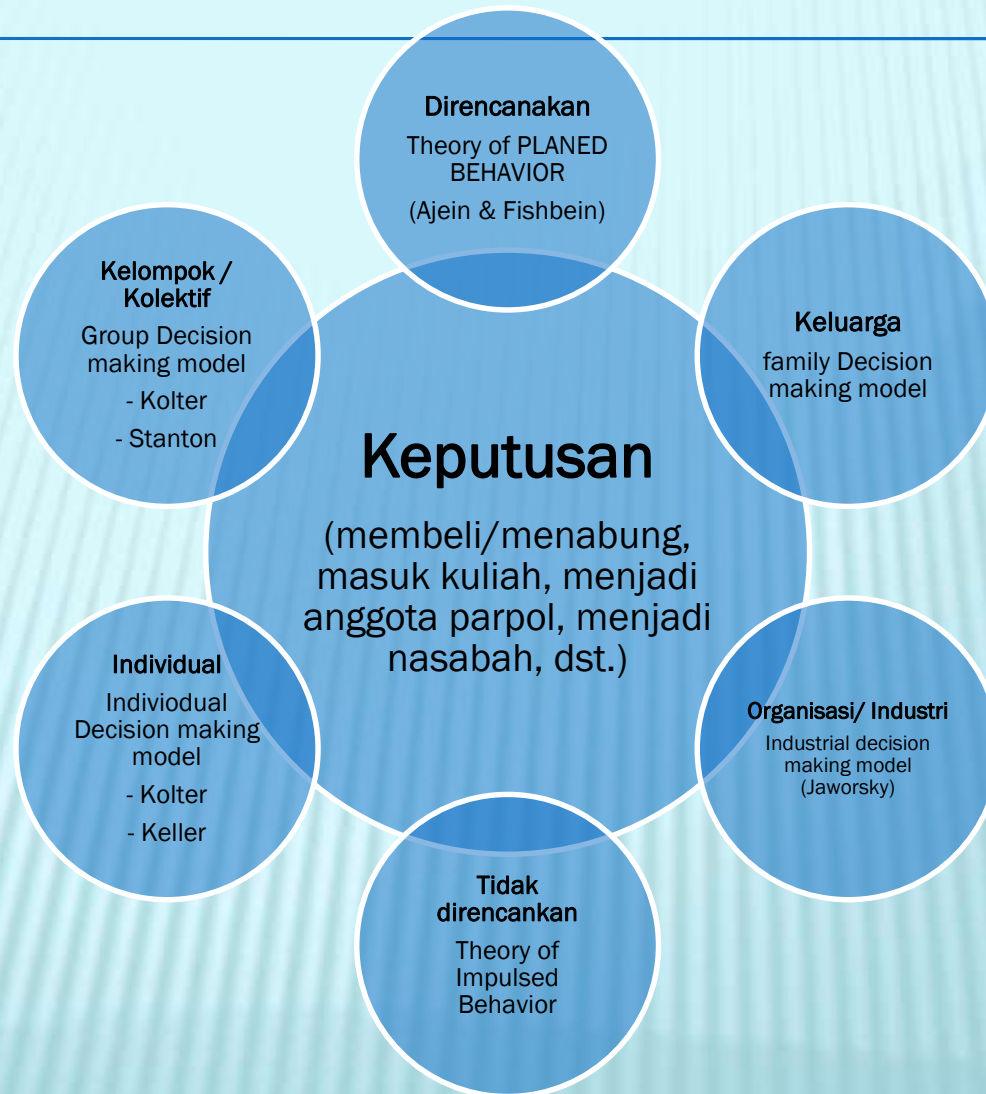 Direncanakan
Theory of PLANED
BEHAVIOR
(Ajein & Fishbein)
Keluarga
family Decision
making model
Organisasi/ Industri
Industrial decision
making model
(Jaworsky)
Tidak
direncankan
Theory of
Impulsed
Behavior
Individual
Indiviodual
Decision making
model
- Kolter
- Keller
Kelompok /
Kolektif
Group Decision
making model
- Kolter
- Stanton
Keputusan
(membeli/menabung,
masuk kuliah, menjadi
anggota parpol, menjadi
nasabah, dst.)